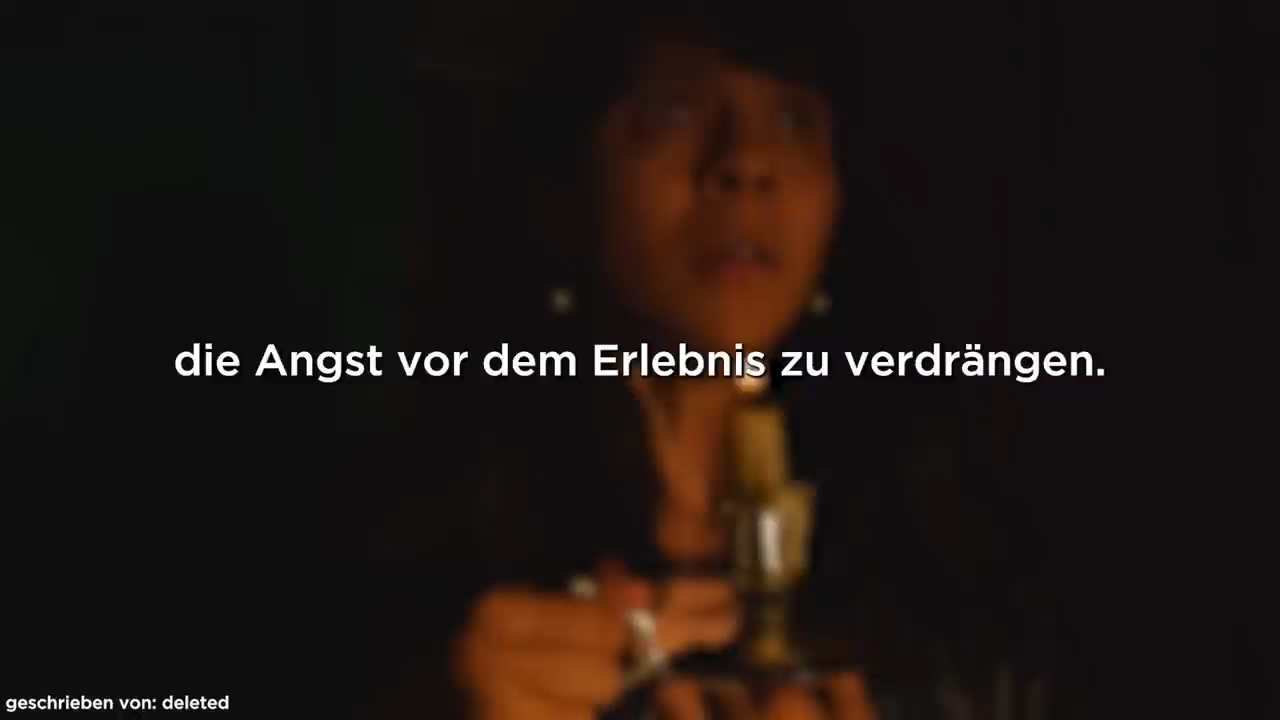 die Angst vor dem Erlebnis zu verdrängen.
geschrieben von: deleted